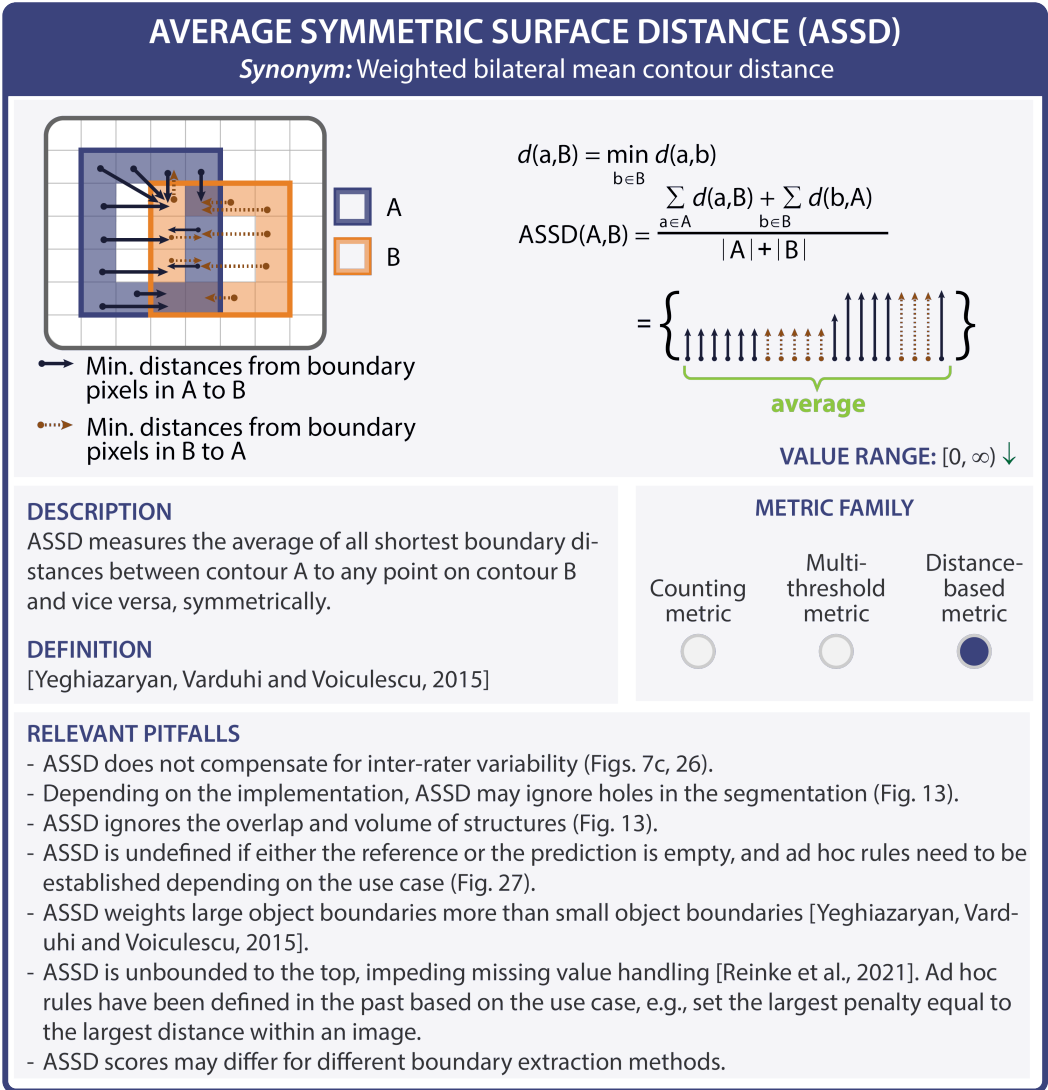 AVERAGE SYMMETRIC SURFACE DISTANCE (ASSD)
Synonym: Weighted bilateral mean contour distance
A
B
Min. distances from boundary
pixels in A to B
Min. distances from boundary
pixels in B to A
d(a,B) = min d(a,b)
b∈B
ASSD(A,B) = 
∑ d(a,B) + ∑ d(b,A)
a∈A b∈B
|A| + |B|
= { }
average
VALUE RANGE: [0, ∞) ↓
DESCRIPTION
ASSD measures the average of all shortest boundary di-
stances between contour A to any point on contour B
and vice versa, symmetrically.
DEFINITION
[Yeghiazaryan, Varduhi and Voiculescu, 2015]
METRIC FAMILY
Counting
metric
Multi-
threshold
metric
Distance-
based
metric
RELEVANT PITFALLS
- ASSD does not compensate for inter-rater variability (Figs. 7c, 26).
- Depending on the implementation, ASSD may ignore holes in the segmentation (Fig. 13).
- ASSD ignores the overlap and volume of structures (Fig. 13).
- ASSD is undefined if either the reference or the prediction is empty, and ad hoc rules need to be
established depending on the use case (Fig. 27).
- ASSD weights large object boundaries more than small object boundaries [Yeghiazaryan, Vard-
uhi and Voiculescu, 2015].
- ASSD is unbounded to the top, impeding missing value handling [Reinke et al., 2021]. Ad hoc
rules have been defined in the past based on the use case, e.g., set the largest penalty equal to
the largest distance within an image.
- ASSD scores may differ for different boundary extraction methods.